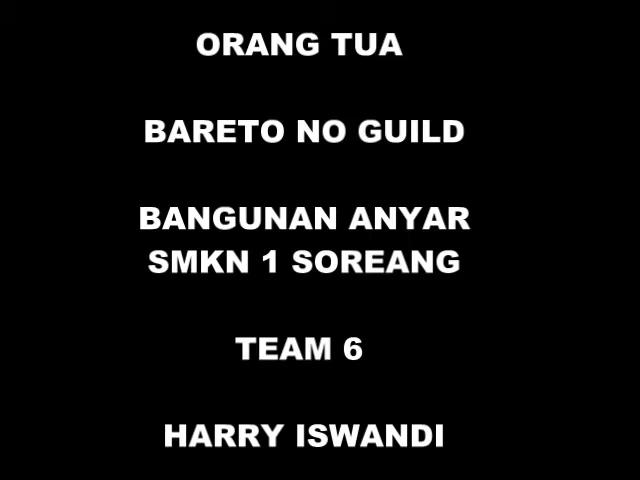 ORANG TUA
BARETO NO GUILD
BANGUNAN ANYAR
SMKN 1 SOREANG
TEAM 6
HARRY ISWANDI